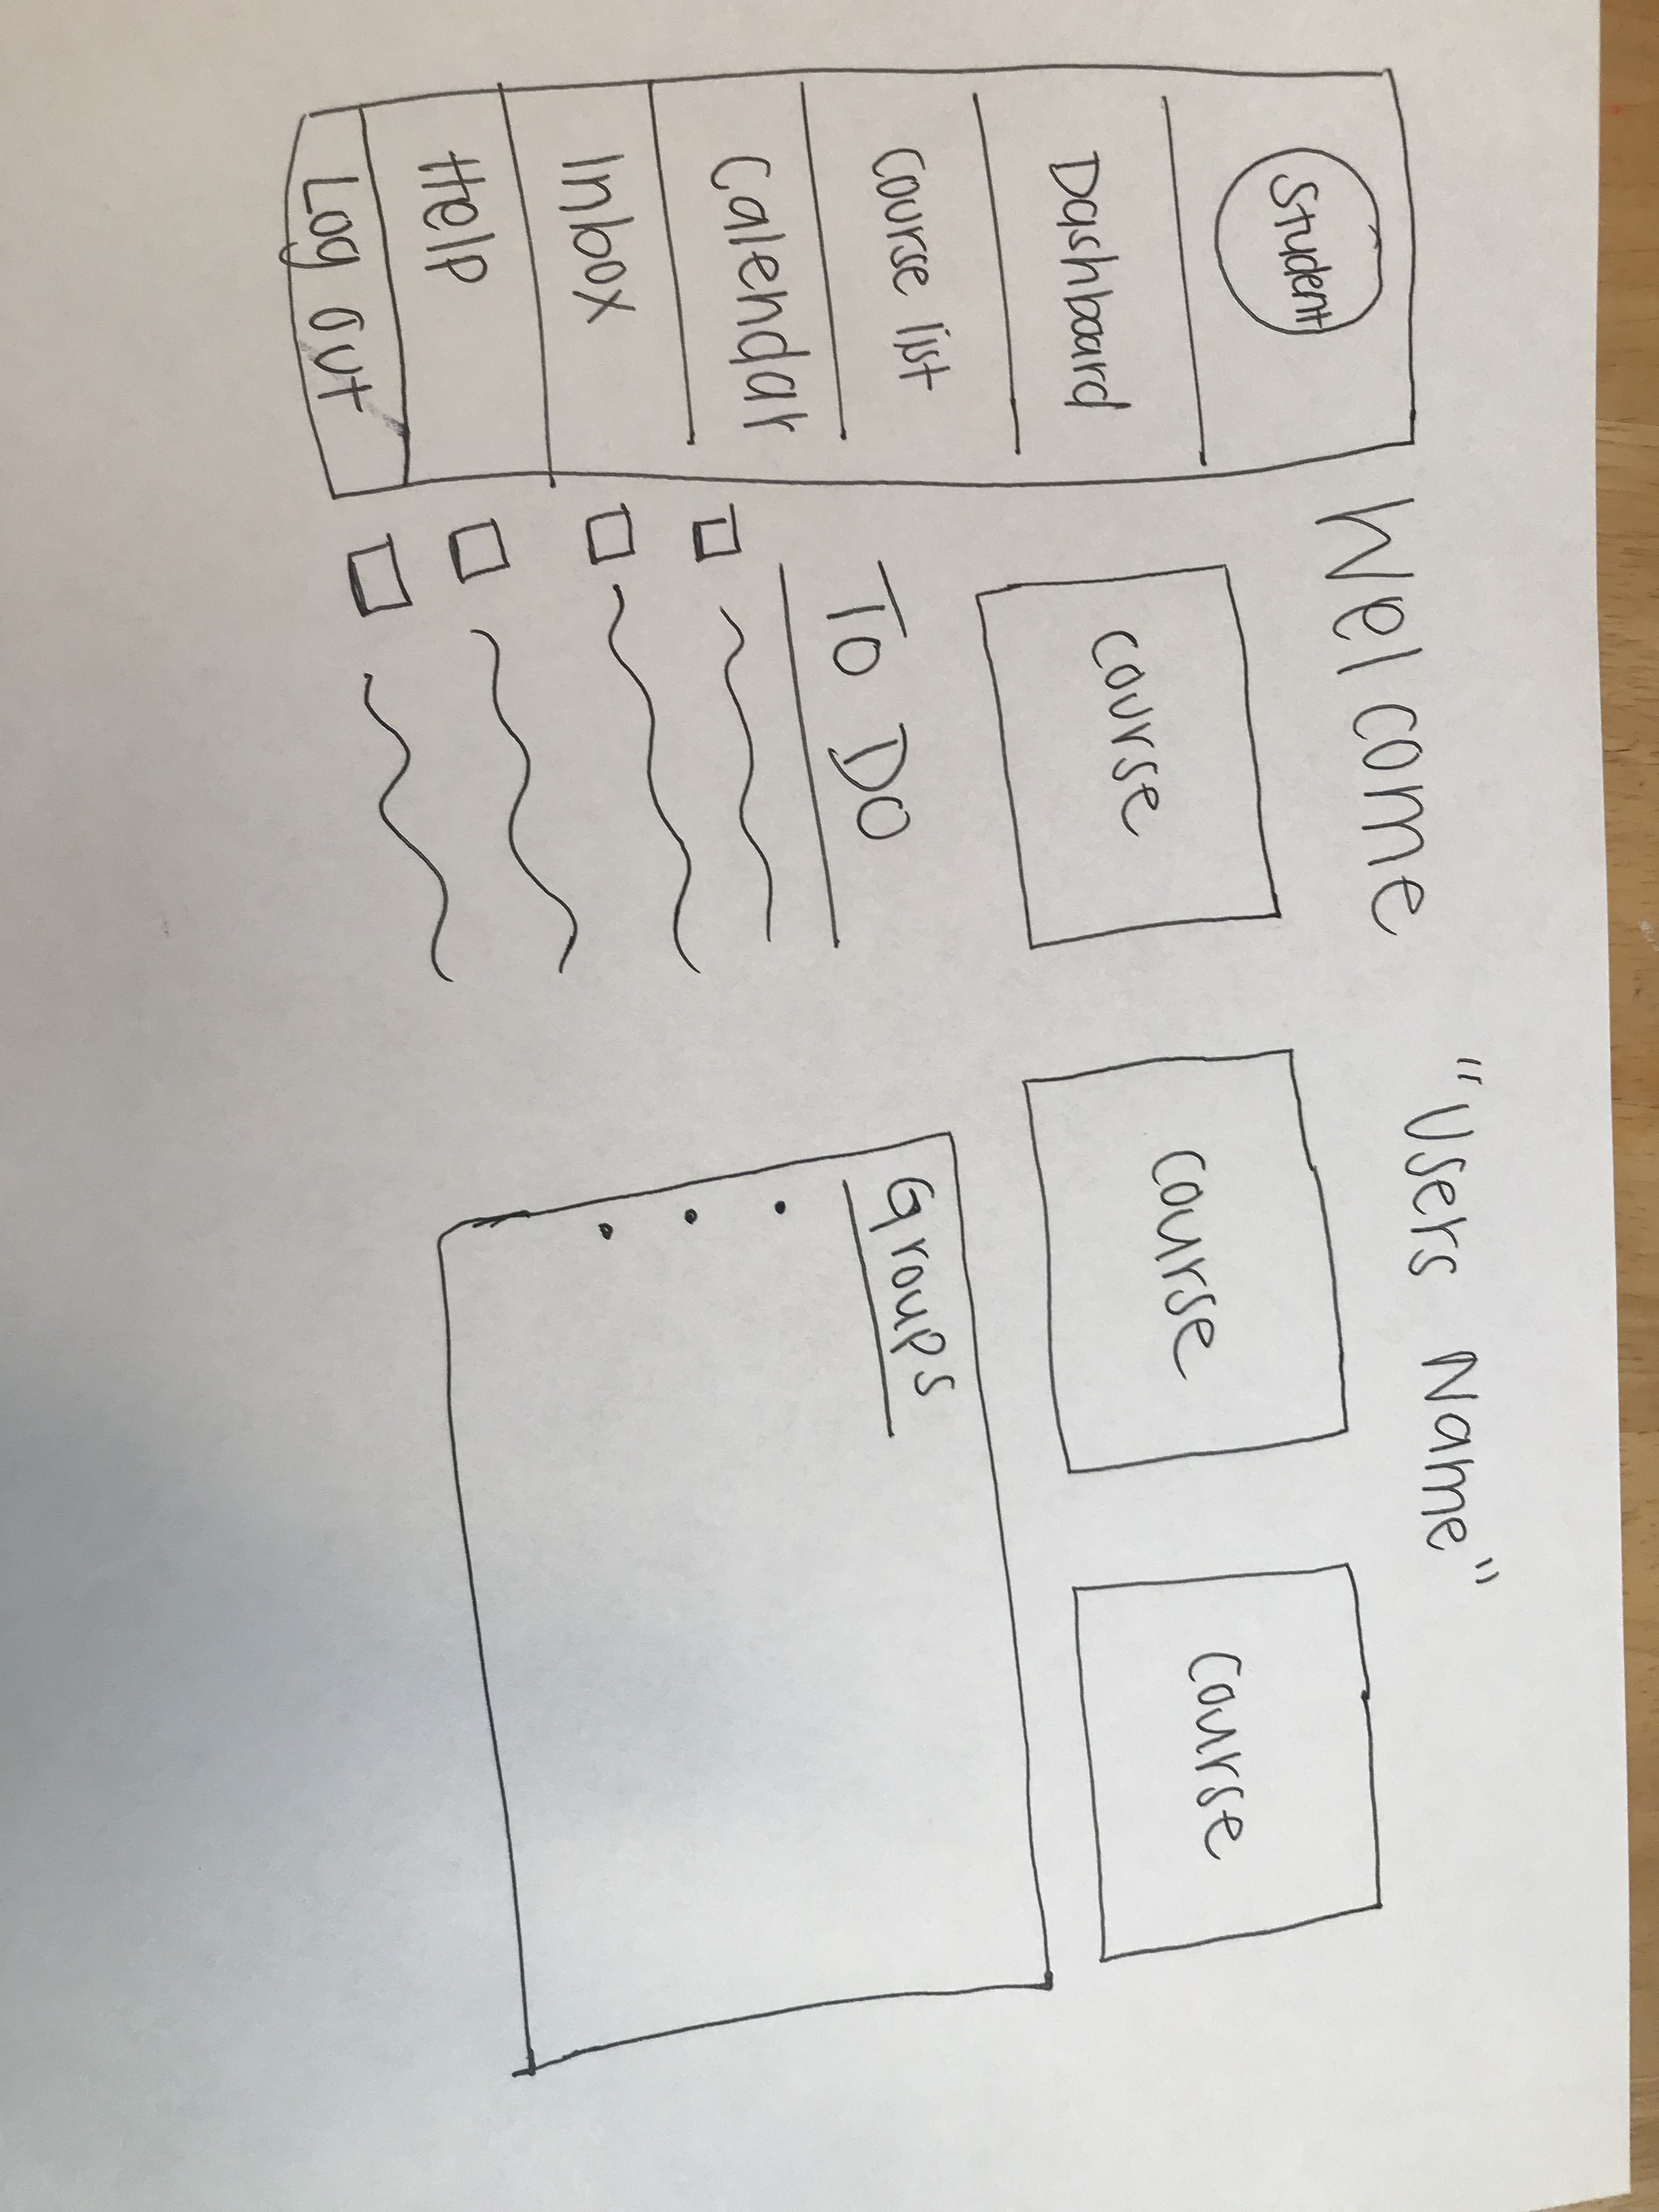 Welcome "Users Name"
Student
Dashboard
Course list
Calendar
Inbox
Help
Log Out
Course
Course
Course
To Do
Groups